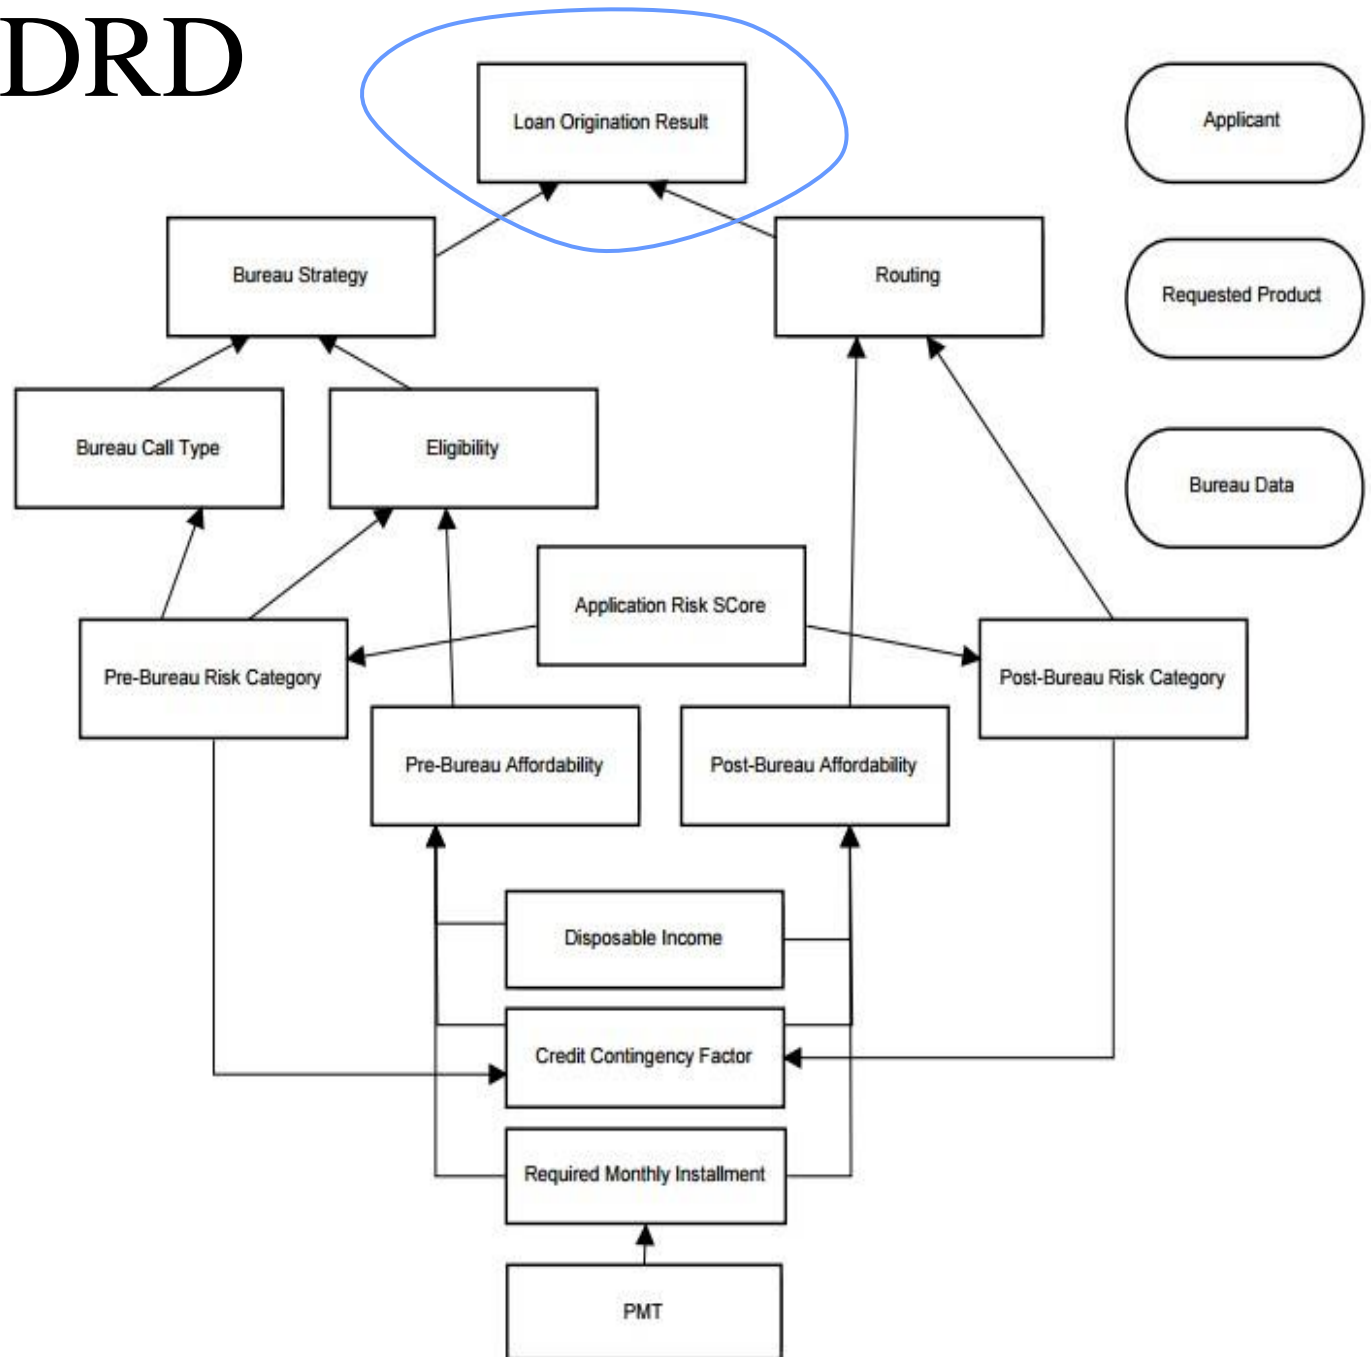 DRD
Loan Origination Result
Applicant
Bureau Strategy
Routing
Requested Product
Bureau Call Type
Eligibility
Bureau Data
Application Risk SCore
Pre-Bureau Risk Category
Post-Bureau Risk Category
Pre-Bureau Affordability
Post-Bureau Affordability
Disposable Income
Credit Contingency Factor
Required Monthly Installment
PMT